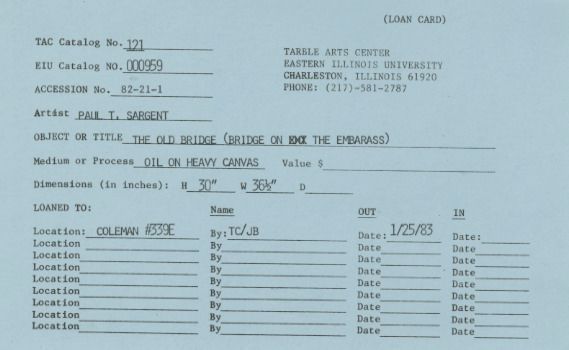 (LOAN CARD)
TAC Catalog No. 121
EIU Catalog NO. 000959
ACCESSION No. 82-21-1
TARBLE ARTS CENTER
EASTERN ILLINOIS UNIVERSITY
CHARLESTON, ILLINOIS 61920
PHONE: (217)-581-2787
Artist PAUL T. SARGENT
OBJECT OR TITLE THE OLD BRIDGE (BRIDGE ON THE EMBARASS)
Medium or Process OIL ON HEAVY CANVAS Value $
Dimensions (in inches): H 30" W 36½" D
LOANED TO: Name OUT IN
Location: COLEMAN #339E By: TC/JB Date: 1/25/83 Date:
Location By Date Date
Location By Date Date
Location By Date Date
Location By Date Date
Location By Date Date
Location By Date Date
Location By Date Date
Location By Date Date